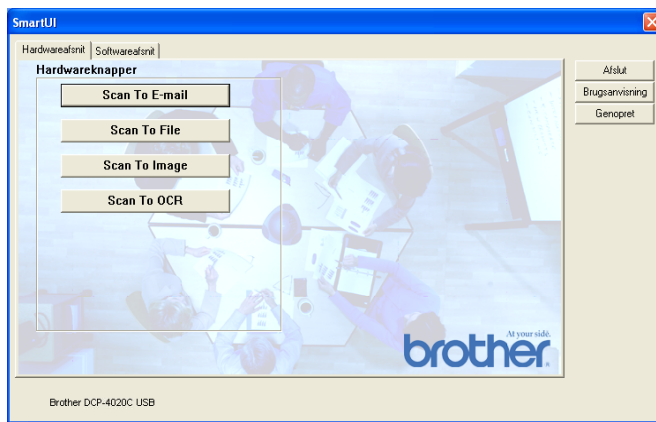 SmartUI
Hardwareafsnit
Softwareafsnit
Hardwareknapper
Scan To E-mail
Scan To File
Scan To Image
Scan To OCR
Afslut
Brugsanvisning
Genopret
At your side.
brother
Brother DCP-4020C USB